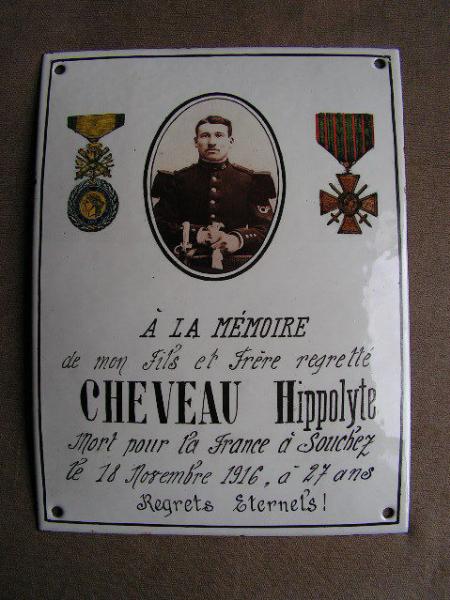 À LA MÉMOIRE
de mon Fils et Frère regretté
CHEVEAU Hippolyte
Mort pour la France à Souchez
le 18 Novembre 1916, à 27 ans
Regrets Eternels!